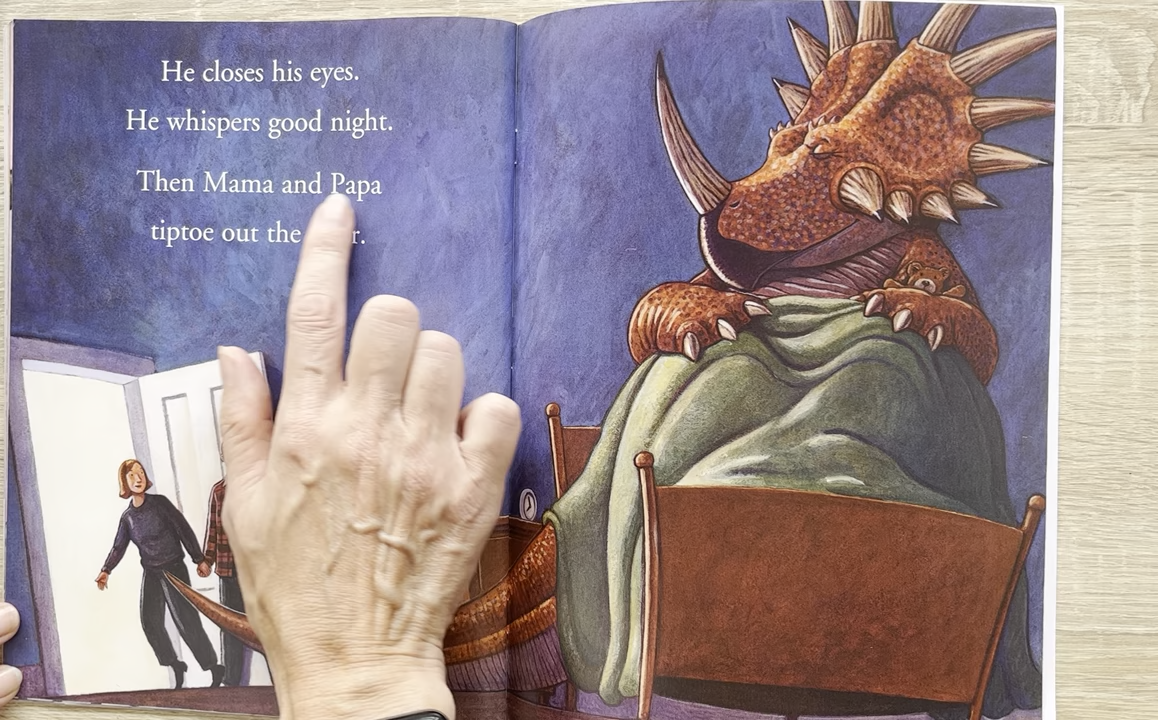 He closes his eyes.
He whispers good night.
Then Mama and Papa
tiptoe out the